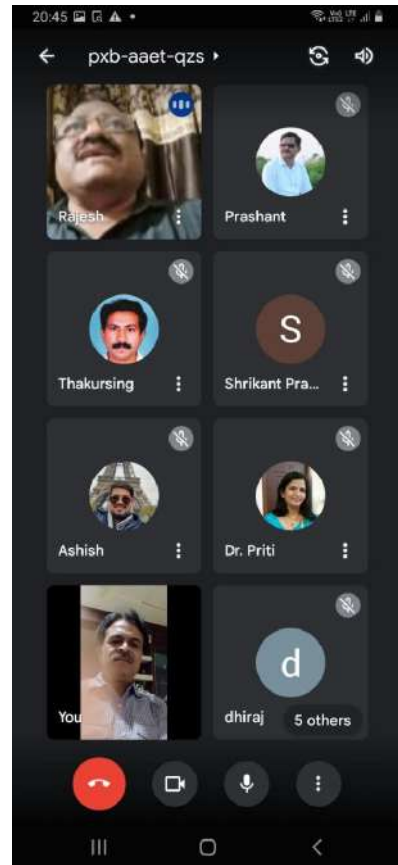 20:45
pxb-aaet-qzs
Rajesh
Prashant
Thakursing
S
Shrikant Pra...
Ashish
Dr. Priti
You
d
dhiraj
5 others